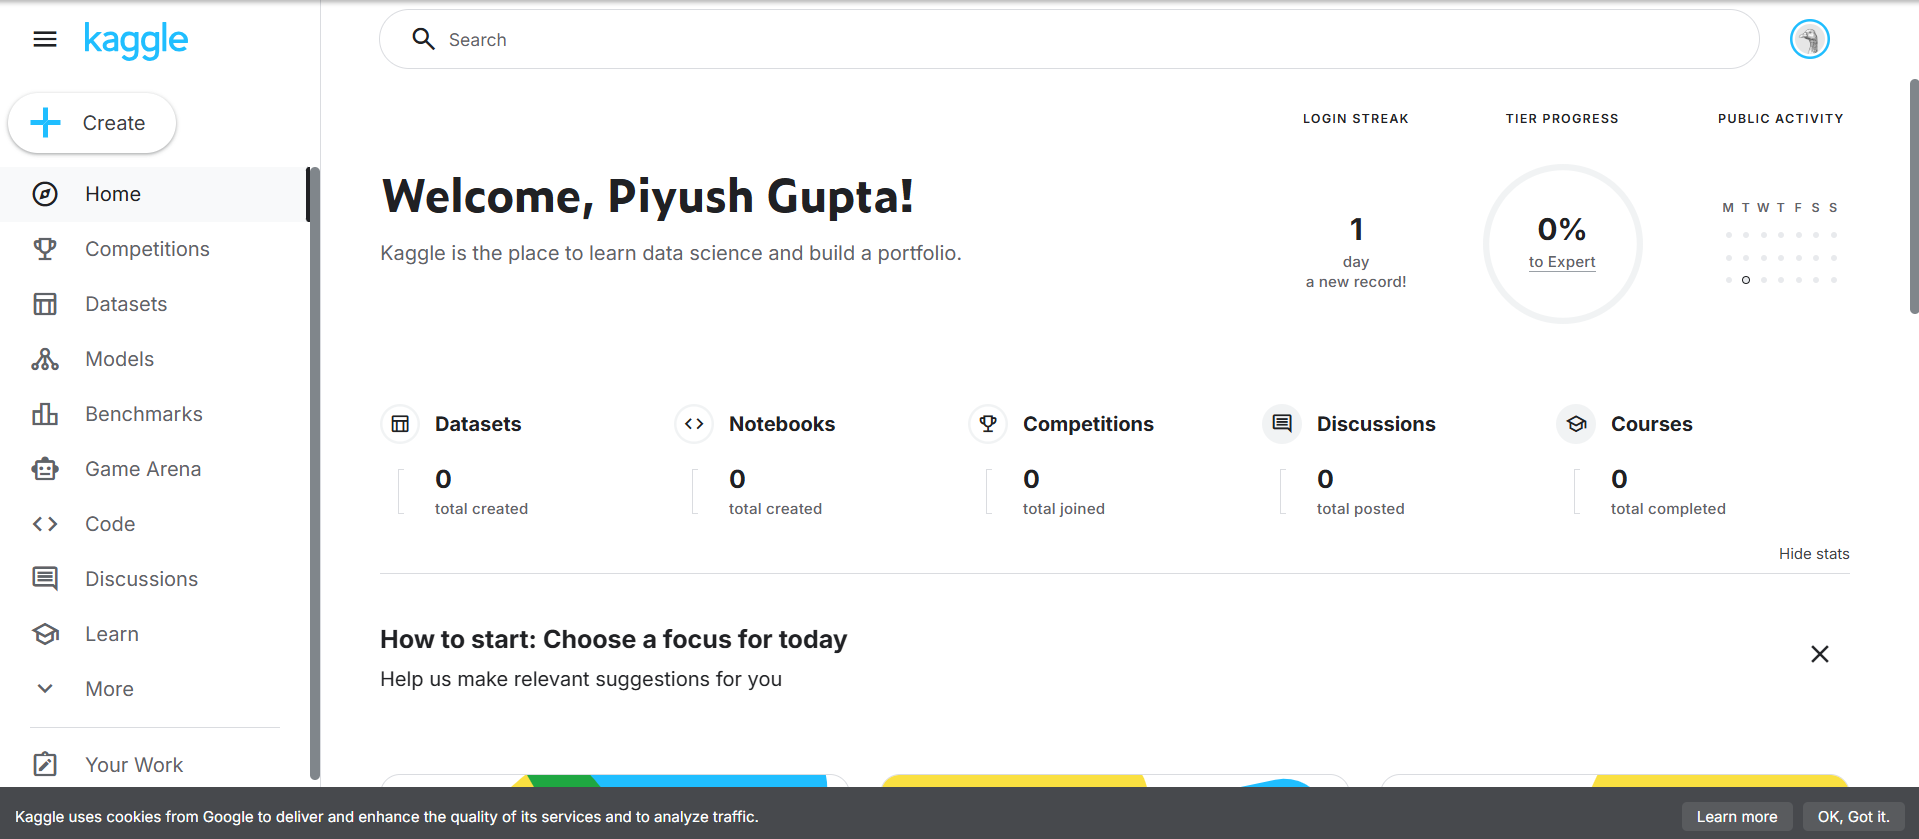 kaggle
Search
Create
Home
Competitions
Datasets
Models
Benchmarks
Game Arena
Code
Discussions
Learn
More
Your Work
LOGIN STREAK
TIER PROGRESS
PUBLIC ACTIVITY
Welcome, Piyush Gupta!
Kaggle is the place to learn data science and build a portfolio.
1
day
a new record!
0%
to Expert
M T W T F S S
Datasets
0
total created
Notebooks
0
total created
Competitions
0
total joined
Discussions
0
total posted
Courses
0
total completed
Hide stats
How to start: Choose a focus for today
Help us make relevant suggestions for you
Kaggle uses cookies from Google to deliver and enhance the quality of its services and to analyze traffic.
Learn more
OK, Got it.